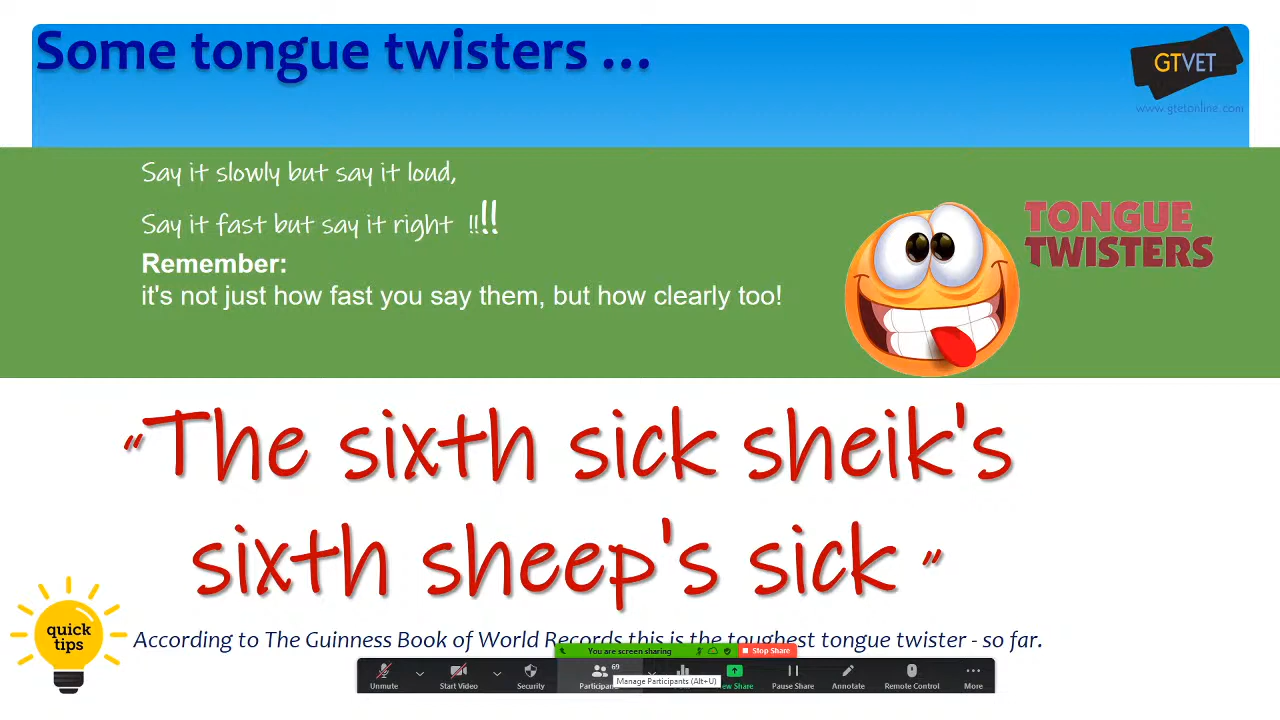 Some tongue twisters ...
GTVET
www.gtetonline.com
Say it slowly but say it loud,
Say it fast but say it right !!!!
Remember:
it's not just how fast you say them, but how clearly too!
TONGUE
TWISTERS
“The sixth sick sheik's
sixth sheep's sick”
quick
tips
According to The Guinness Book of World Records this is the toughest tongue twister - so far.
You are screen sharing
Stop Share
69
Unmute
Start Video
Security
Manage Participants (Alt+U)
Pause Share
Annotate
Remote Control
More